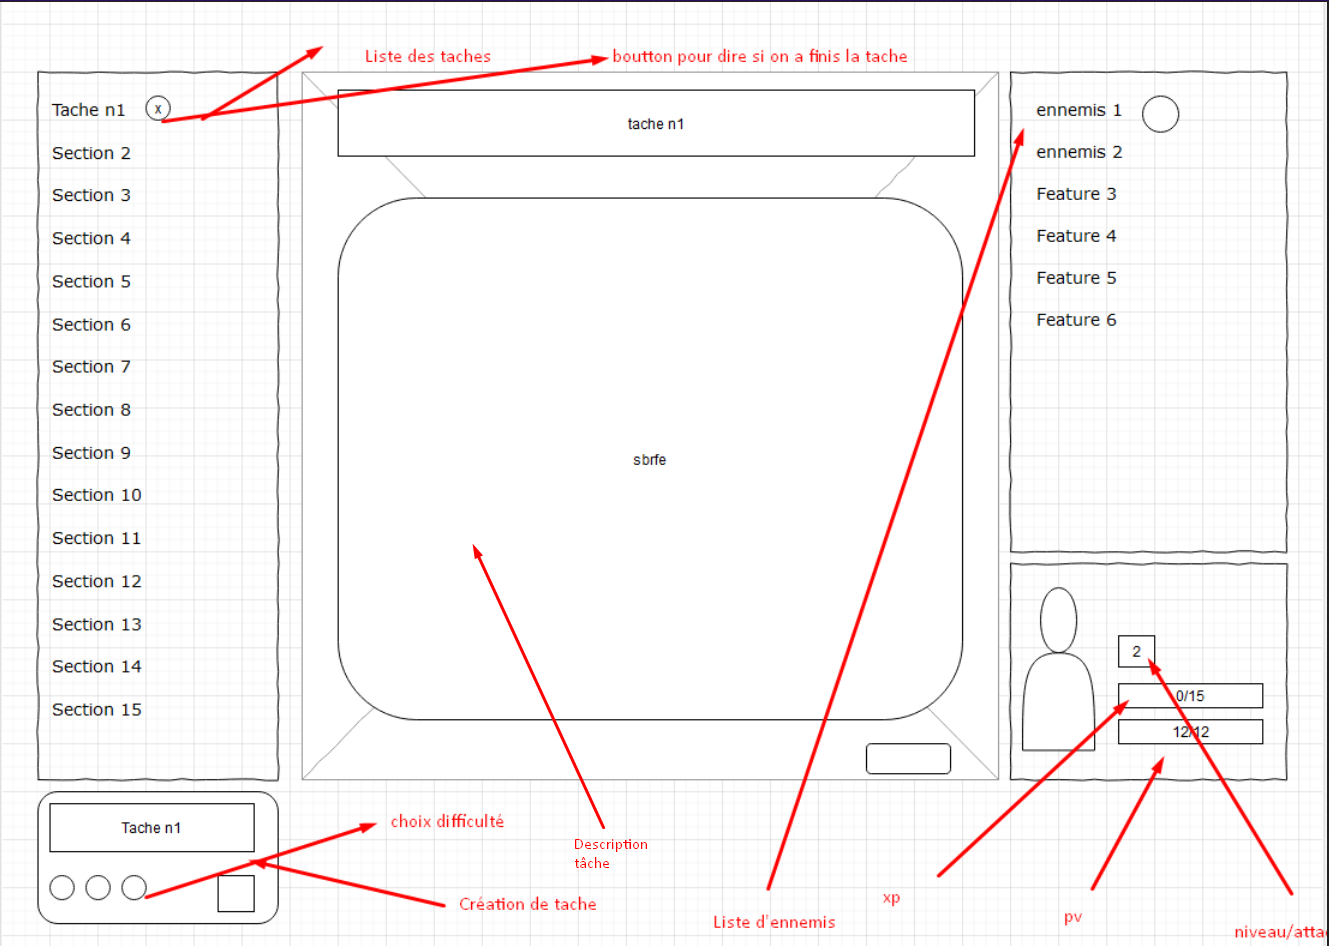 Liste des taches
boutton pour dire si on a finis la tache
Tache n1
x
Section 2
Section 3
Section 4
Section 5
Section 6
Section 7
Section 8
Section 9
Section 10
Section 11
Section 12
Section 13
Section 14
Section 15
tache n1
sbrfe
ennemis 1
ennemis 2
Feature 3
Feature 4
Feature 5
Feature 6
2
0/15
12/12
Tache n1
choix difficulté
Création de tache
Description
tâche
Liste d'ennemis
xp
pv
niveau/atta